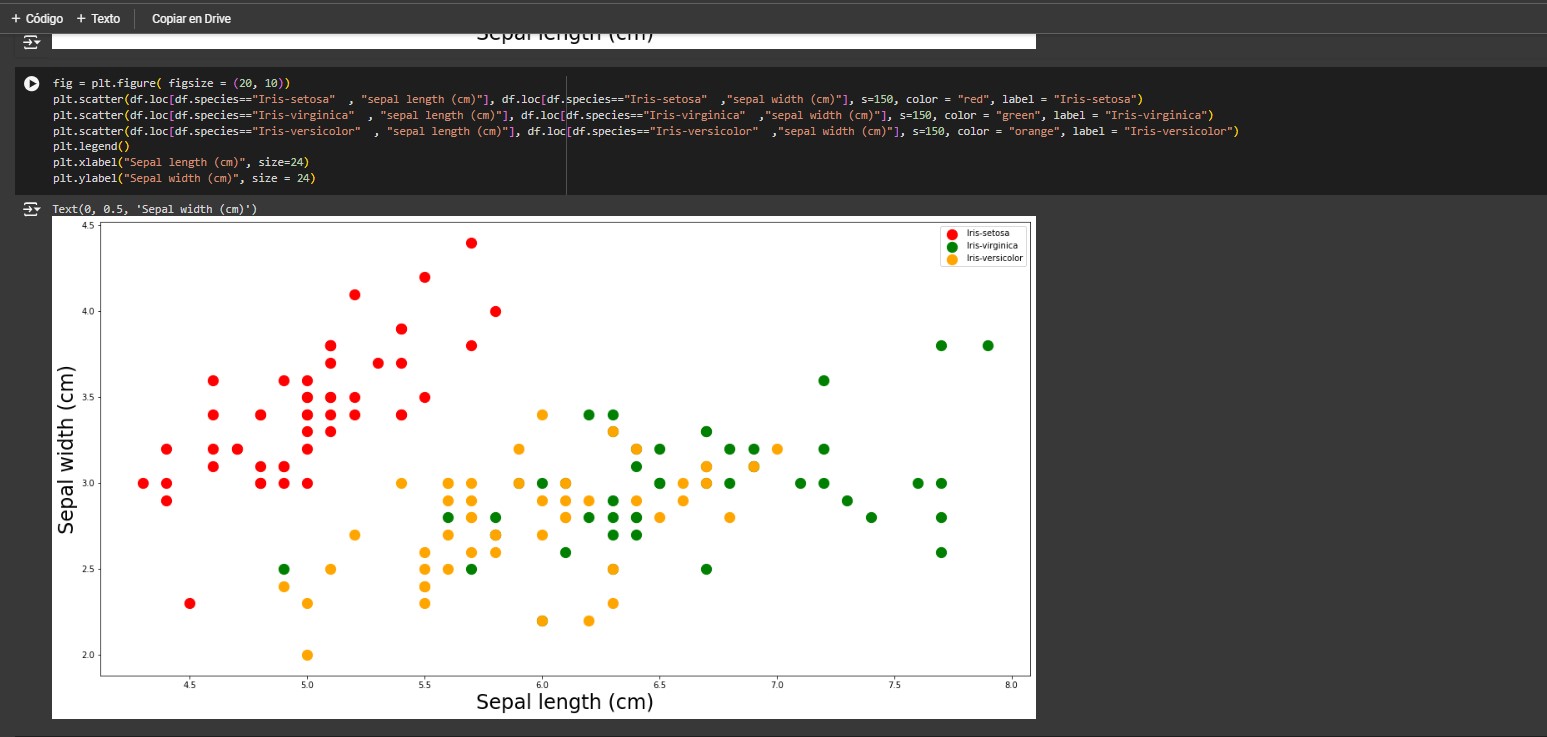 + Código + Texto Copiar en Drive
Sepal length (cm)
fig = plt.figure( figsize = (20, 10))
plt.scatter(df.loc[df.species=="Iris-setosa"  , "sepal length (cm)"], df.loc[df.species=="Iris-setosa"  ,"sepal width (cm)"], s=150, color = "red", label = "Iris-setosa")
plt.scatter(df.loc[df.species=="Iris-virginica"  , "sepal length (cm)"], df.loc[df.species=="Iris-virginica"  ,"sepal width (cm)"], s=150, color = "green", label = "Iris-virginica")
plt.scatter(df.loc[df.species=="Iris-versicolor"  , "sepal length (cm)"], df.loc[df.species=="Iris-versicolor"  ,"sepal width (cm)"], s=150, color = "orange", label = "Iris-versicolor")
plt.legend()
plt.xlabel("Sepal length (cm)", size=24)
plt.ylabel("Sepal width (cm)", size = 24)
Text(0, 0.5, 'Sepal width (cm)')
4.5
4.0
3.5
3.0
2.5
2.0
Sepal width (cm)
Iris-setosa
Iris-virginica
Iris-versicolor
4.5 5.0 5.5 6.0 6.5 7.0 7.5 8.0
Sepal length (cm)